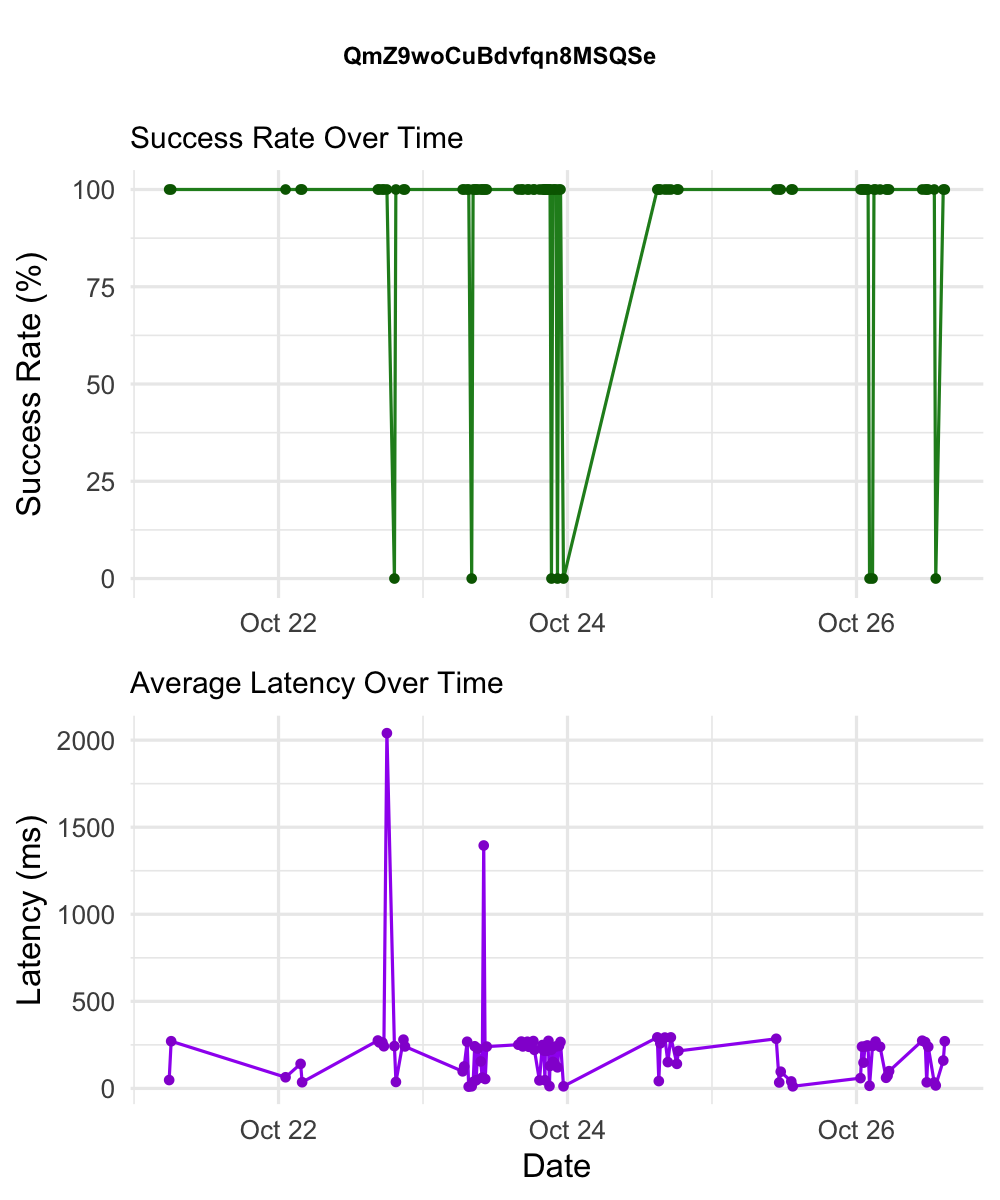 QmZ9woCuBdvfqn8MSQSe
Success Rate Over Time
100
75
50
25
0
Success Rate (%)
Oct 22 Oct 24 Oct 26
Average Latency Over Time
2000
1500
1000
500
0
Latency (ms)
Oct 22 Oct 24 Oct 26
Date